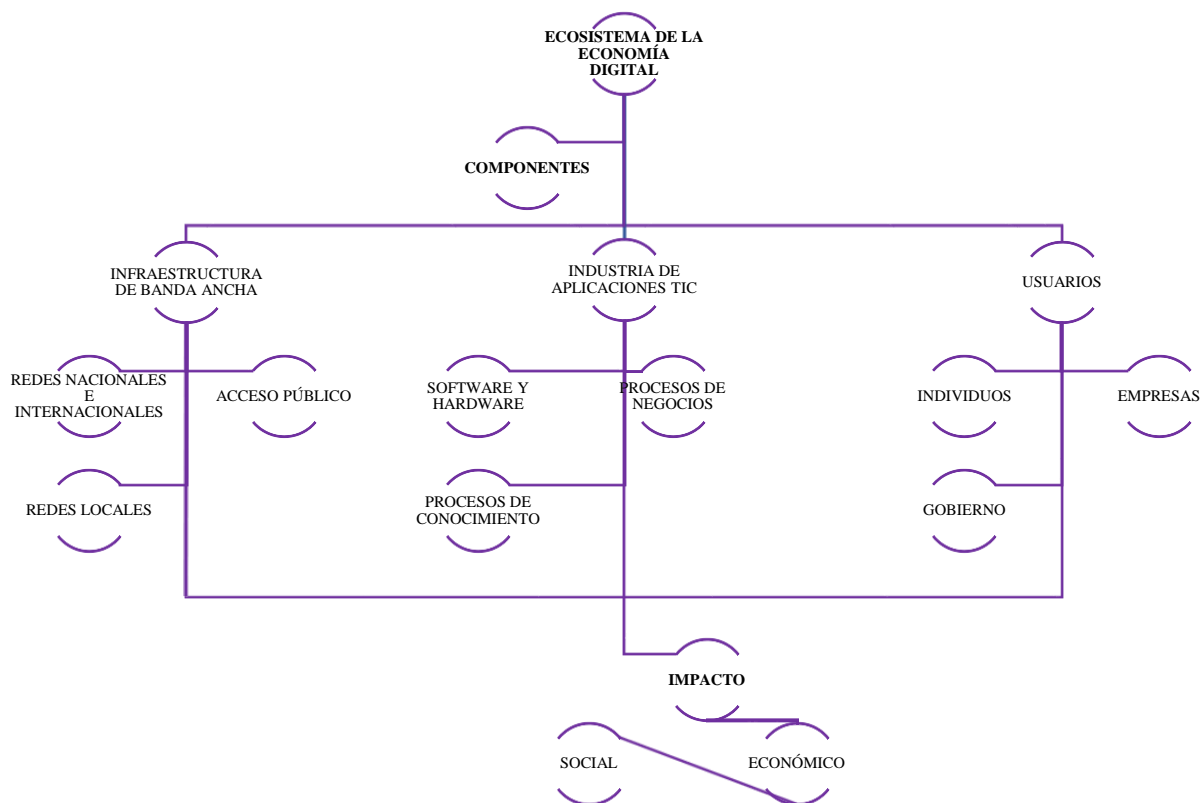 ECOSISTEMA DE LA
ECONOMÍA
DIGITAL
COMPONENTES
INFRAESTRUCTURA
DE BANDA ANCHA
INDUSTRIA DE
APLICACIONES TIC
USUARIOS
REDES NACIONALES
E
INTERNACIONALES
ACCESO PÚBLICO
SOFTWARE Y
HARDWARE
PROCESOS DE
NEGOCIOS
INDIVIDUOS
EMPRESAS
REDES LOCALES
PROCESOS DE
CONOCIMIENTO
GOBIERNO
IMPACTO
SOCIAL
ECONÓMICO